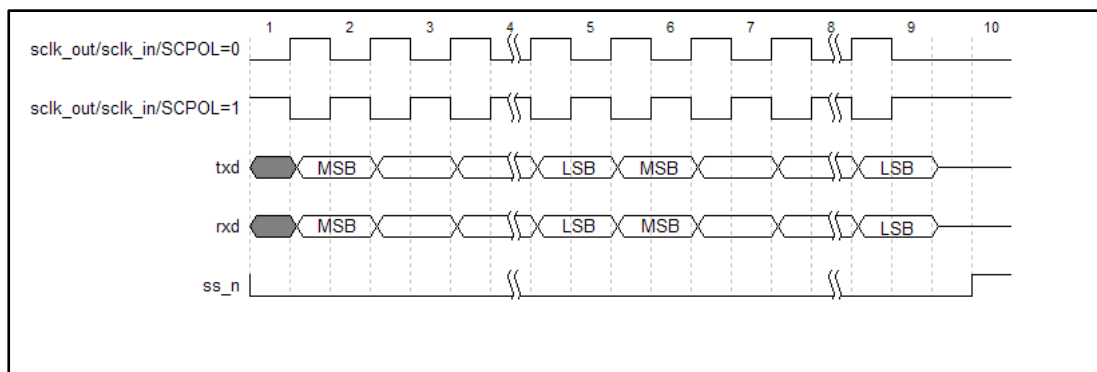 1 2 3 4 5 6 7 8 9 10
sclk_out/sclk_in/SCPOL=0
sclk_out/sclk_in/SCPOL=1
txd MSB LSB MSB LSB
rxd MSB LSB MSB LSB
ss_n